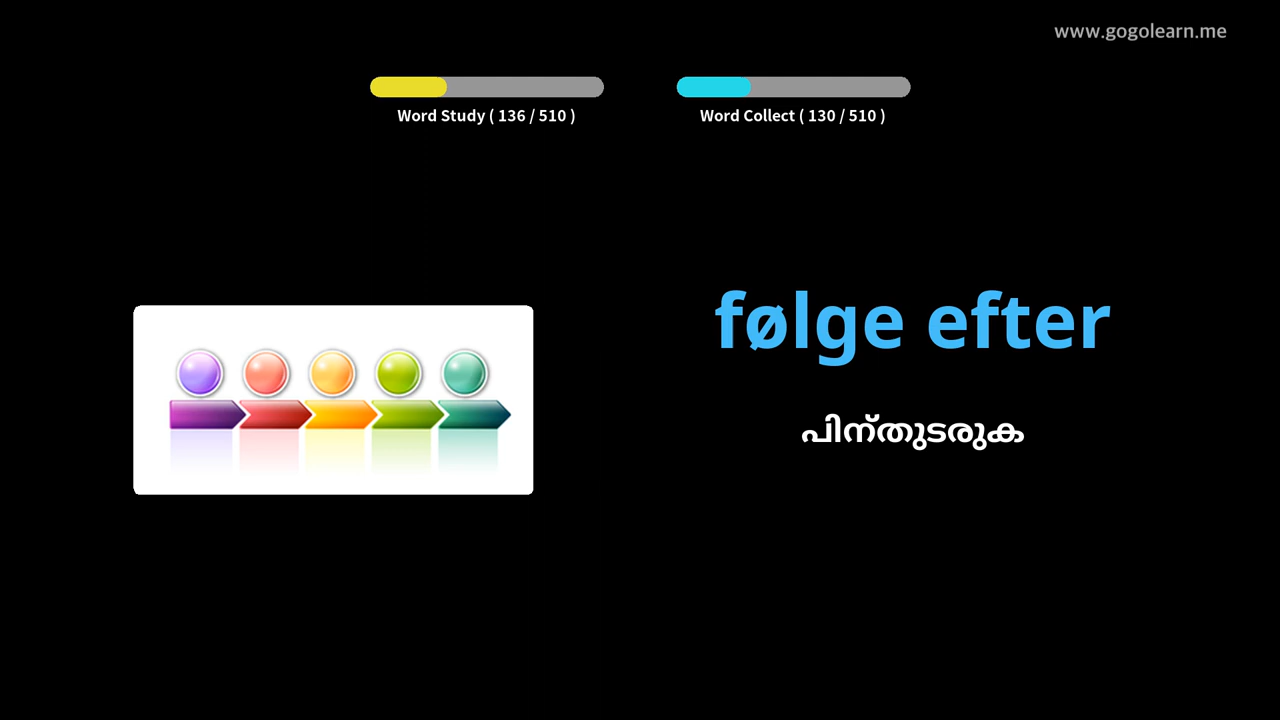 www.gogolearn.me
Word Study ( 136 / 510 )
Word Collect ( 130 / 510 )
følge efter
പിന്തുടരുക